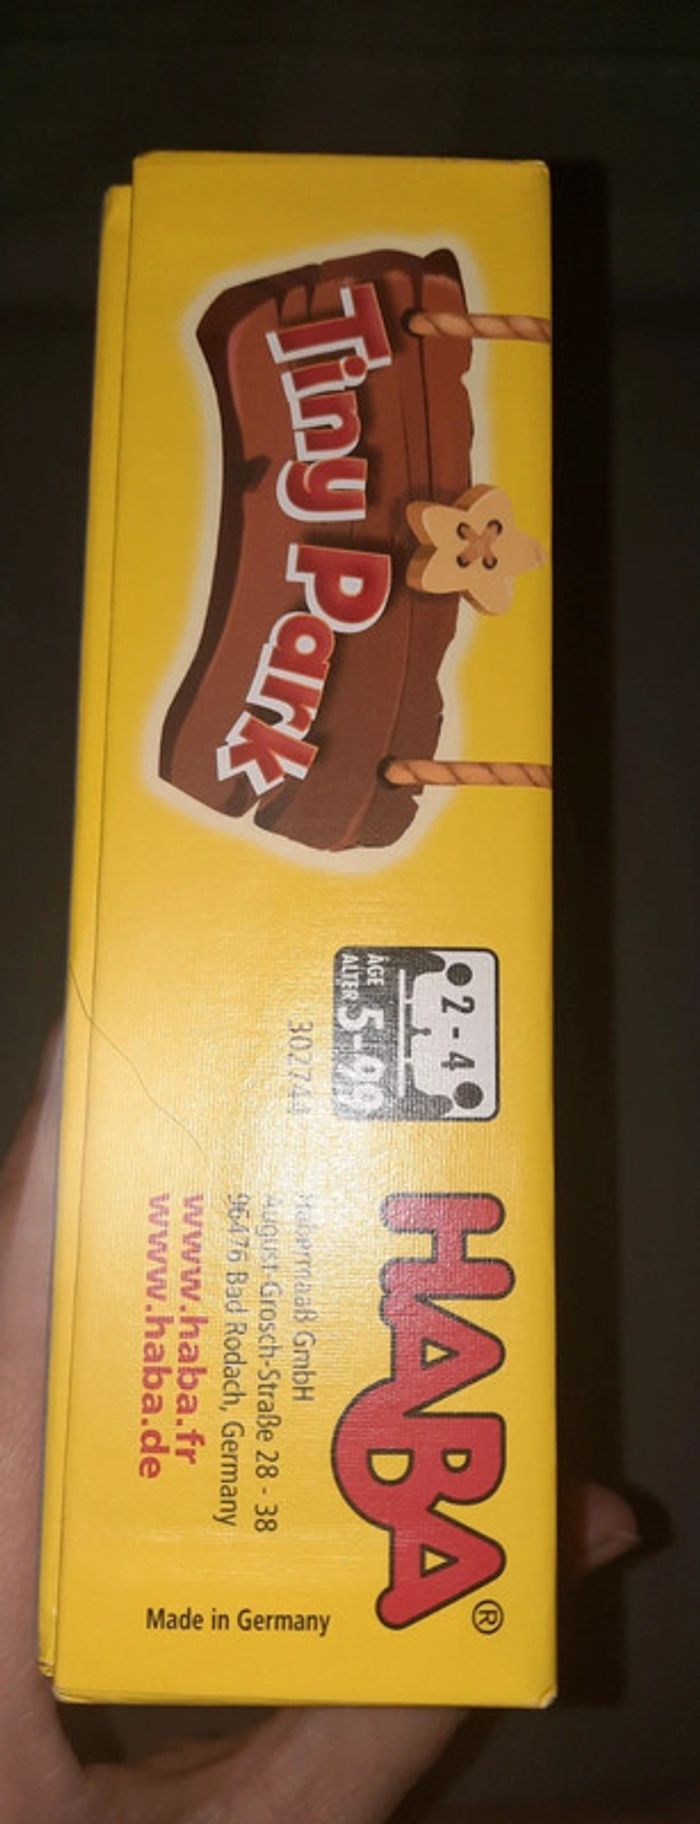 Tiny Park
2-4
ÂGE
ALTER 5-99
HABA®
Habermaaß GmbH
August-Grosch-Straße 28 - 38
96476 Bad Rodach, Germany
www.haba.fr
www.haba.de
Made in Germany